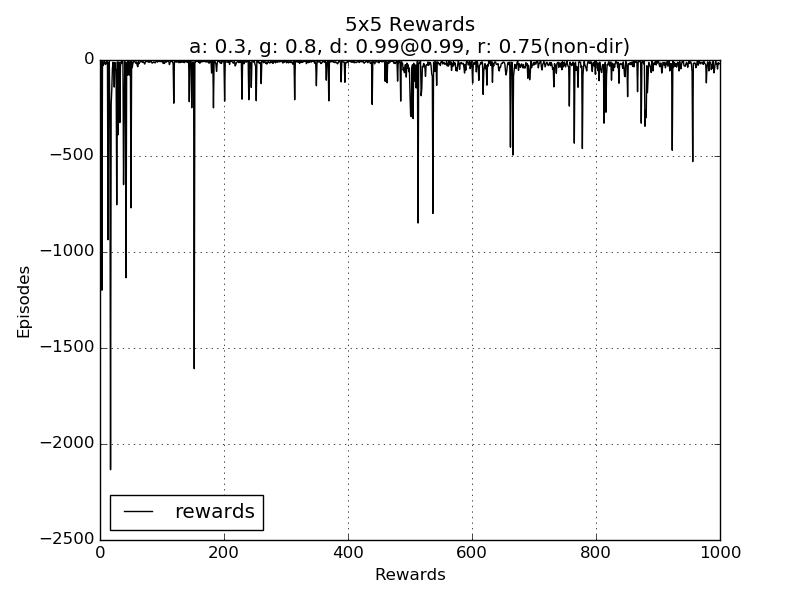 5x5 Rewards
a: 0.3, g: 0.8, d: 0.99@0.99, r: 0.75(non-dir)
0
−500
−1000
−1500
−2000
−2500
Episodes
rewards
0 200 400 600 800 1000
Rewards